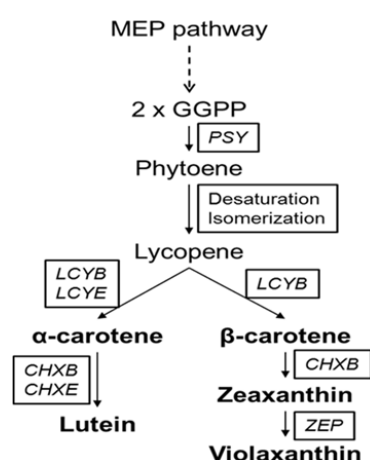 MEP pathway
2 x GGPP
PSY
Phytoene
Desaturation
Isomerization
Lycopene
LCYB
LCYE
LCYB
α-carotene
β-carotene
CHXB
CHXE
CHXB
Zeaxanthin
Lutein
ZEP
Violaxanthin